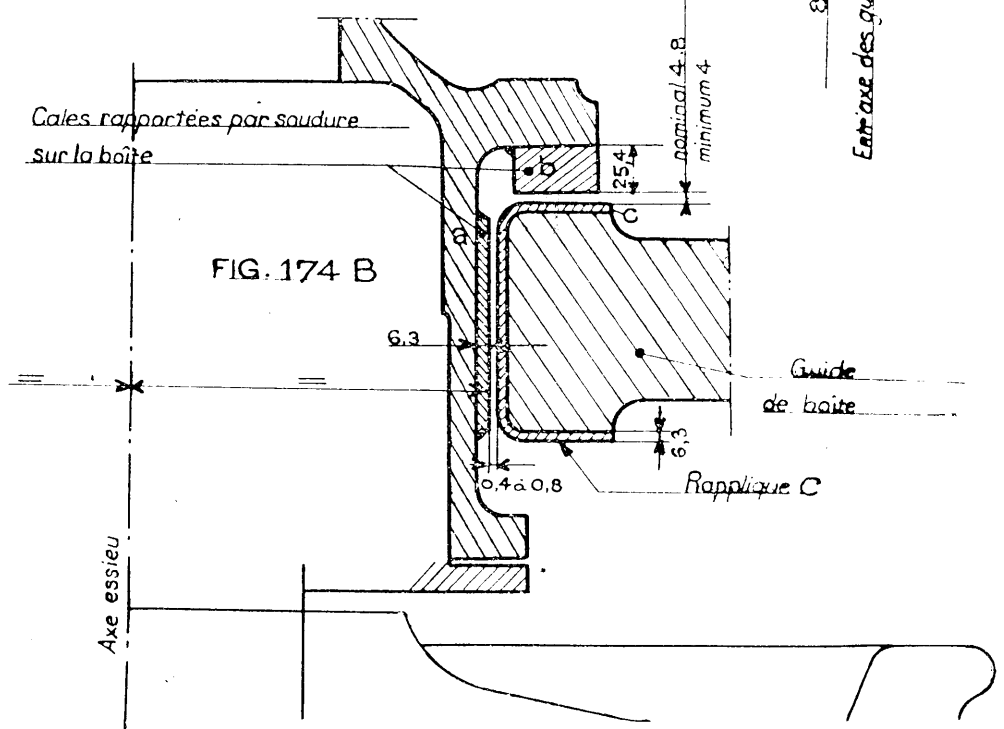 Cales rapportées par soudure
sur la boîte
nominal 4.8
minimum 4
Entr'axe des
8
25,4
b
c
a
FIG. 174 B
6,3
Guide
de boîte
6,3
0,4 à 0,8
Rapplique C
Axe essieu